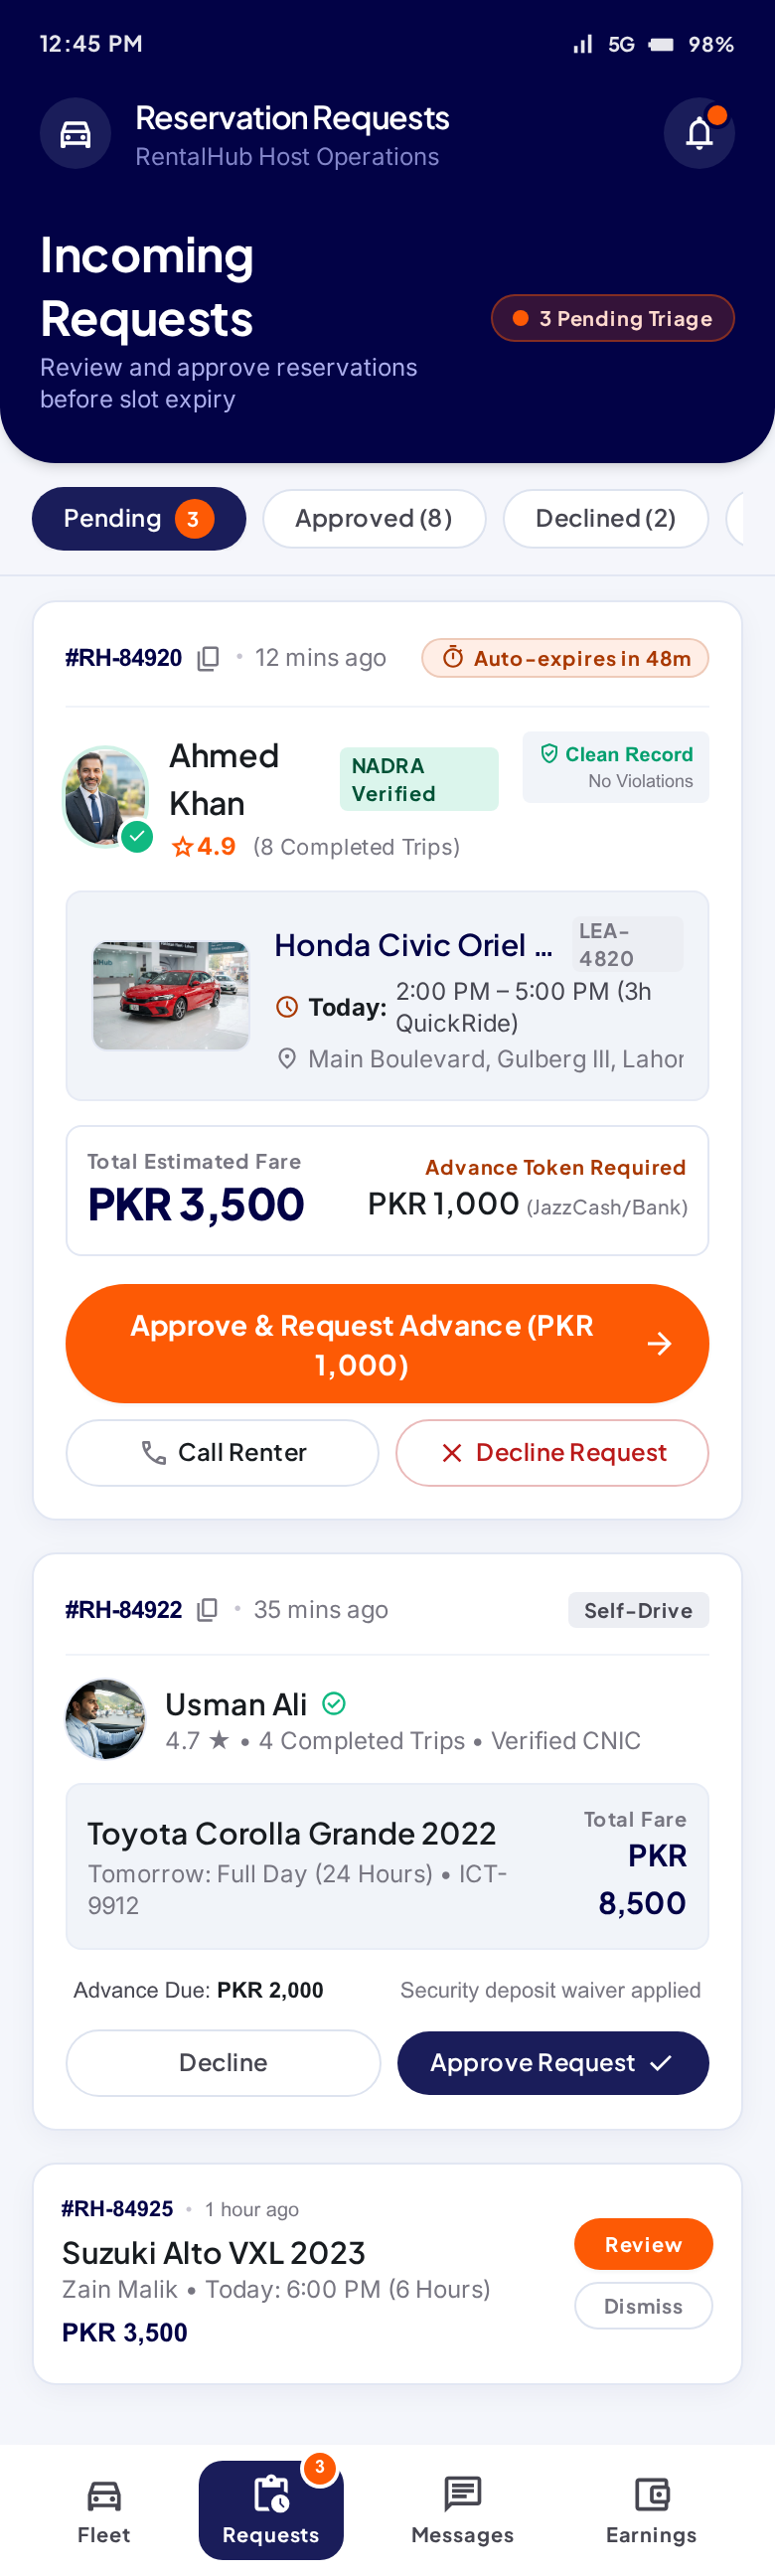 12:45 PM
5G
98%
Reservation Requests
RentalHub Host Operations
Incoming
Requests
3 Pending Triage
Review and approve reservations
before slot expiry
Pending 3
Approved (8)
Declined (2)
#RH-84920 • 12 mins ago
Auto-expires in 48m
Ahmed
Khan
NADRA
Verified
Clean Record
No Violations
4.9 (8 Completed Trips)
Honda Civic Oriel ...
LEA-
4820
Today: 2:00 PM – 5:00 PM (3h
QuickRide)
Main Boulevard, Gulberg III, Lahor
Total Estimated Fare
PKR 3,500
Advance Token Required
PKR 1,000 (JazzCash/Bank)
Approve & Request Advance (PKR
1,000)
Call Renter
Decline Request
#RH-84922 • 35 mins ago
Self-Drive
Usman Ali
4.7 ★ • 4 Completed Trips • Verified CNIC
Toyota Corolla Grande 2022
Tomorrow: Full Day (24 Hours) • ICT-
9912
Total Fare
PKR
8,500
Advance Due: PKR 2,000
Security deposit waiver applied
Decline
Approve Request
#RH-84925 • 1 hour ago
Suzuki Alto VXL 2023
Zain Malik • Today: 6:00 PM (6 Hours)
PKR 3,500
Review
Dismiss
3
Fleet
Requests
Messages
Earnings